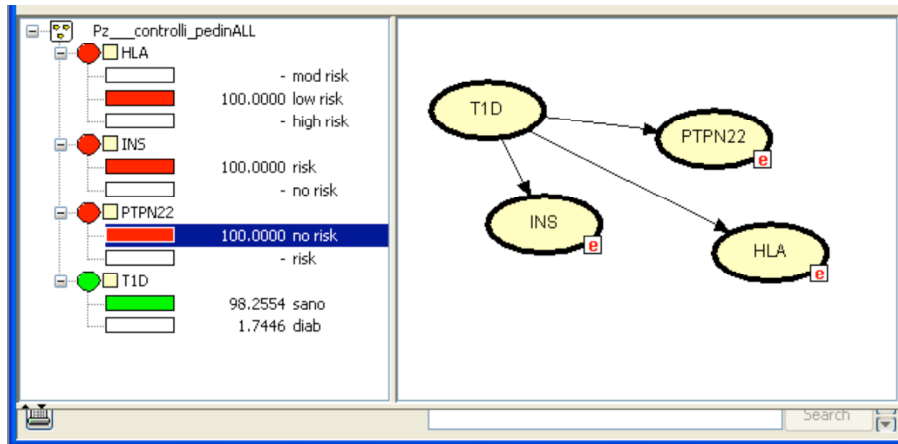 Pz___controlli_pedinALL
HLA
- mod risk
100.0000 low risk
- high risk
INS
100.0000 risk
- no risk
PTPN22
100.0000 no risk
- risk
T1D
98.2554 sano
1.7446 diab
T1D
PTPN22
e
INS
e
HLA
e
Search